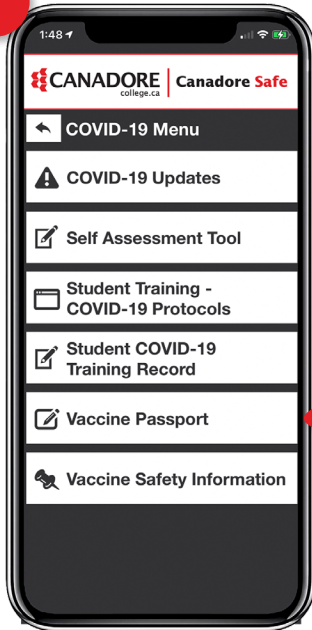 1:48
CANADORE
college.ca
Canadore Safe
COVID-19 Menu
COVID-19 Updates
Self Assessment Tool
Student Training -
COVID-19 Protocols
Student COVID-19
Training Record
Vaccine Passport
Vaccine Safety Information